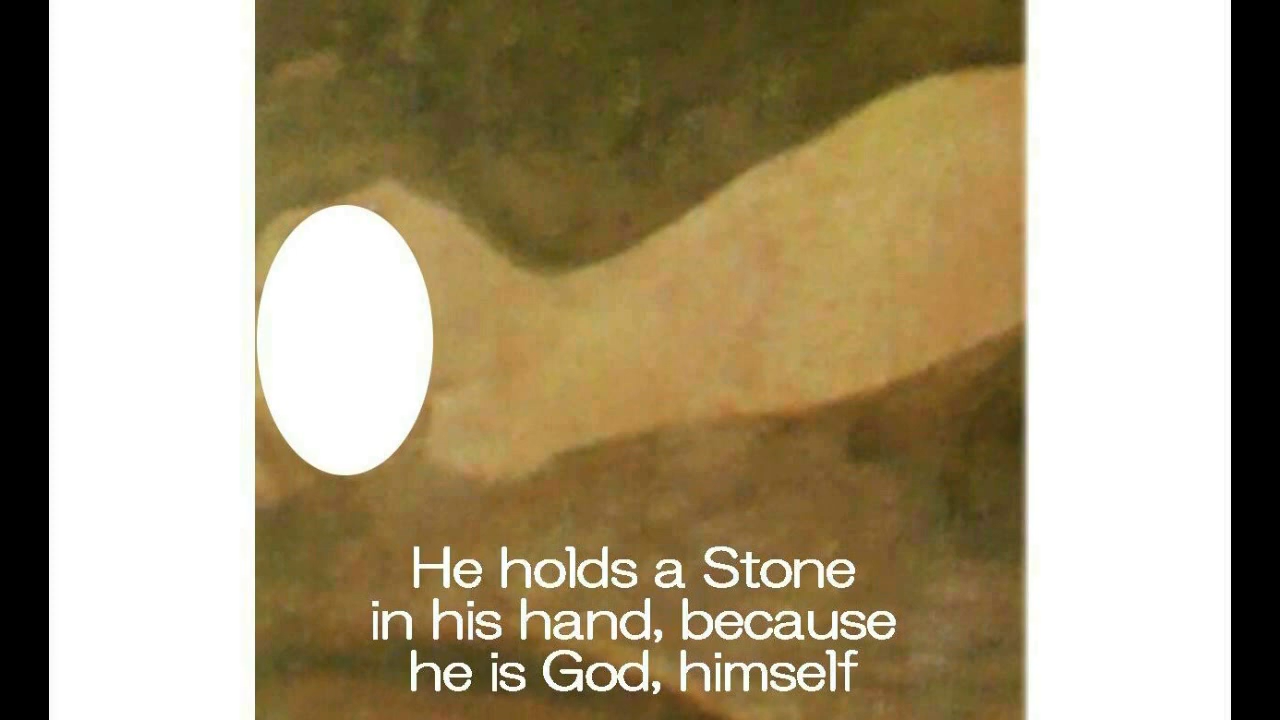 He holds a Stone
in his hand, because
he is God, himself